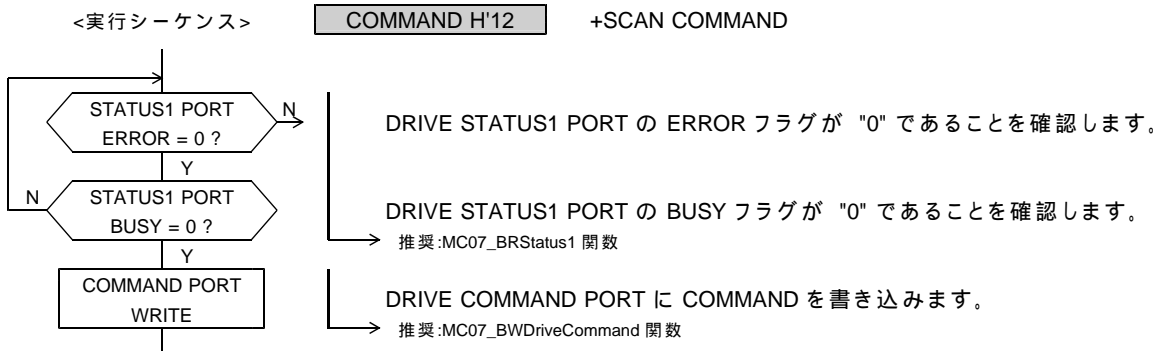 <実行シーケンス>
COMMAND H'12
+SCAN COMMAND
STATUS1 PORT
ERROR = 0 ?
N
DRIVE STATUS1 PORT の ERROR フラグが "0" であることを確認します。
Y
N
STATUS1 PORT
BUSY = 0 ?
DRIVE STATUS1 PORT の BUSY フラグが "0" であることを確認します。
推奨:MC07_BRStatus1 関数
Y
COMMAND PORT
WRITE
DRIVE COMMAND PORT に COMMAND を書き込みます。
推奨:MC07_BWDriveCommand 関数